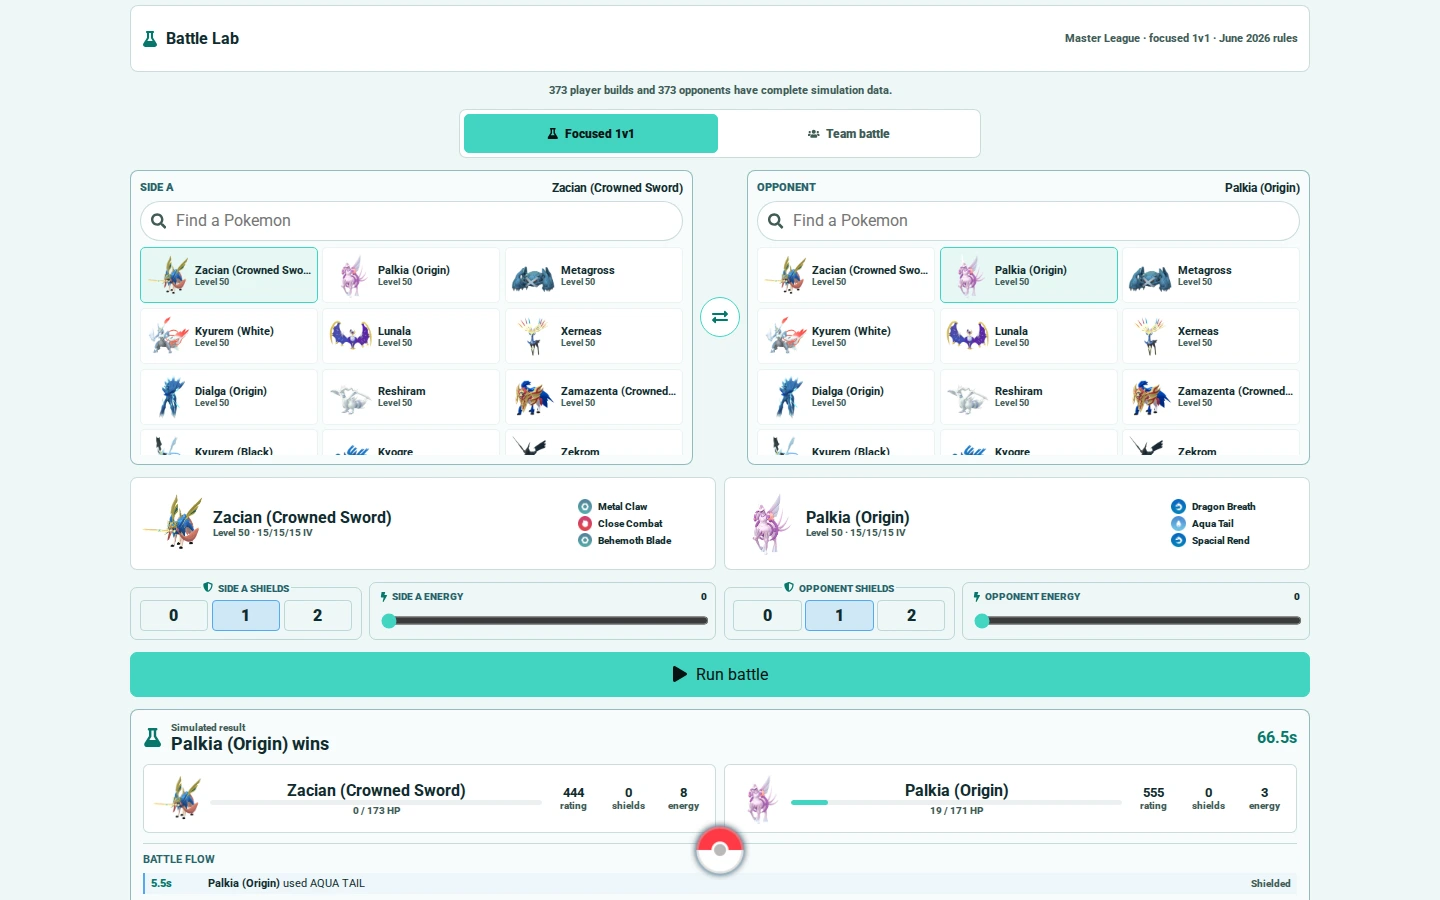 Battle Lab
Master League · focused 1v1 · June 2026 rules
373 player builds and 373 opponents have complete simulation data.
Focused 1v1
Team battle
SIDE A
Zacian (Crowned Sword)
Find a Pokemon
Zacian (Crowned Swo...
Level 50
Palkia (Origin)
Level 50
Metagross
Level 50
Kyurem (White)
Level 50
Lunala
Level 50
Xerneas
Level 50
Dialga (Origin)
Level 50
Reshiram
Level 50
Zamazenta (Crowned...
Level 50
Kyurem (Black)
Kyogre
Zekrom
OPPONENT
Palkia (Origin)
Find a Pokemon
Zacian (Crowned Swo...
Level 50
Palkia (Origin)
Level 50
Metagross
Level 50
Kyurem (White)
Level 50
Lunala
Level 50
Xerneas
Level 50
Dialga (Origin)
Level 50
Reshiram
Level 50
Zamazenta (Crowned...
Level 50
Kyurem (Black)
Kyogre
Zekrom
Zacian (Crowned Sword)
Level 50 · 15/15/15 IV
Metal Claw
Close Combat
Behemoth Blade
Palkia (Origin)
Level 50 · 15/15/15 IV
Dragon Breath
Aqua Tail
Spacial Rend
SIDE A SHIELDS
0 1 2
SIDE A ENERGY 0
OPPONENT SHIELDS
0 1 2
OPPONENT ENERGY 0
Run battle
Simulated result
Palkia (Origin) wins
66.5s
Zacian (Crowned Sword)
0 / 173 HP
444 rating
0 shields
8 energy
Palkia (Origin)
19 / 171 HP
555 rating
0 shields
3 energy
BATTLE FLOW
5.5s Palkia (Origin) used AQUA TAIL Shielded